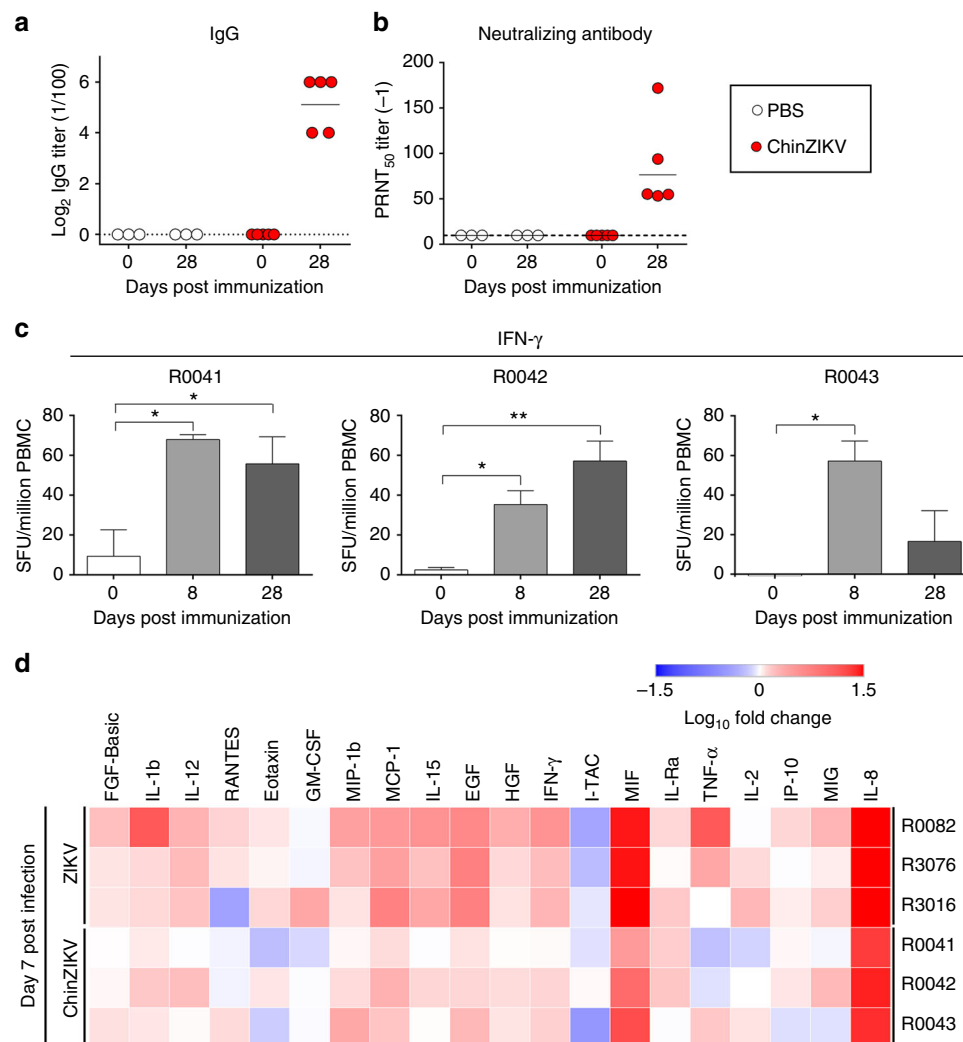 a
IgG
Log2 IgG titer (1/100)
6
4
2
0
0 28 0 28
Days post immunization
b
Neutralizing antibody
PRNT50 titer (−1)
200
150
100
50
0
0 28 0 28
Days post immunization
PBS
ChinZIKV
c
IFN-γ
R0041
SFU/million PBMC
80
60
40
20
0
*
*
0 8 28
Days post immunization
R0042
SFU/million PBMC
80
60
40
20
0
**
*
0 8 28
Days post immunization
R0043
SFU/million PBMC
80
60
40
20
0
*
0 8 28
Days post immunization
d
−1.5 0 1.5
Log10 fold change
FGF-Basic
IL-1b
IL-12
RANTES
Eotaxin
GM-CSF
MIP-1b
MCP-1
IL-15
EGF
HGF
IFN-γ
I-TAC
MIF
IL-Ra
TNF-α
IL-2
IP-10
MIG
IL-8
Day 7 post infection
ZIKV
ChinZIKV
R0082
R3076
R3016
R0041
R0042
R0043